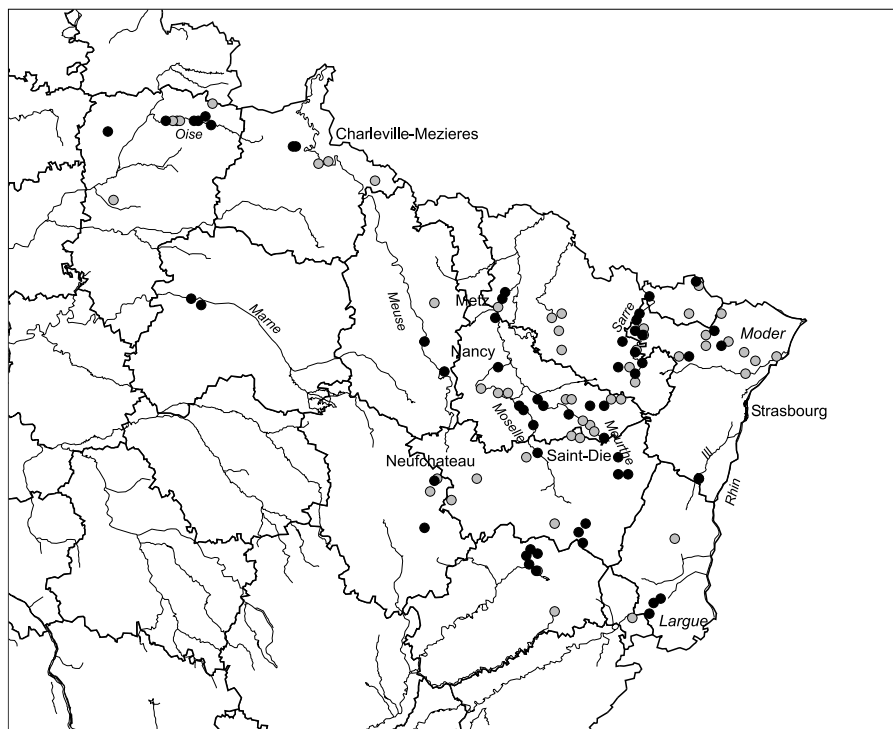 Oise
Charleville-Mezieres
Marne
Meuse
Metz
Sarre
Moder
Nancy
Moselle
Meurthe
Strasbourg
Neufchateau
Saint-Die
Ill
Rhin
Largue